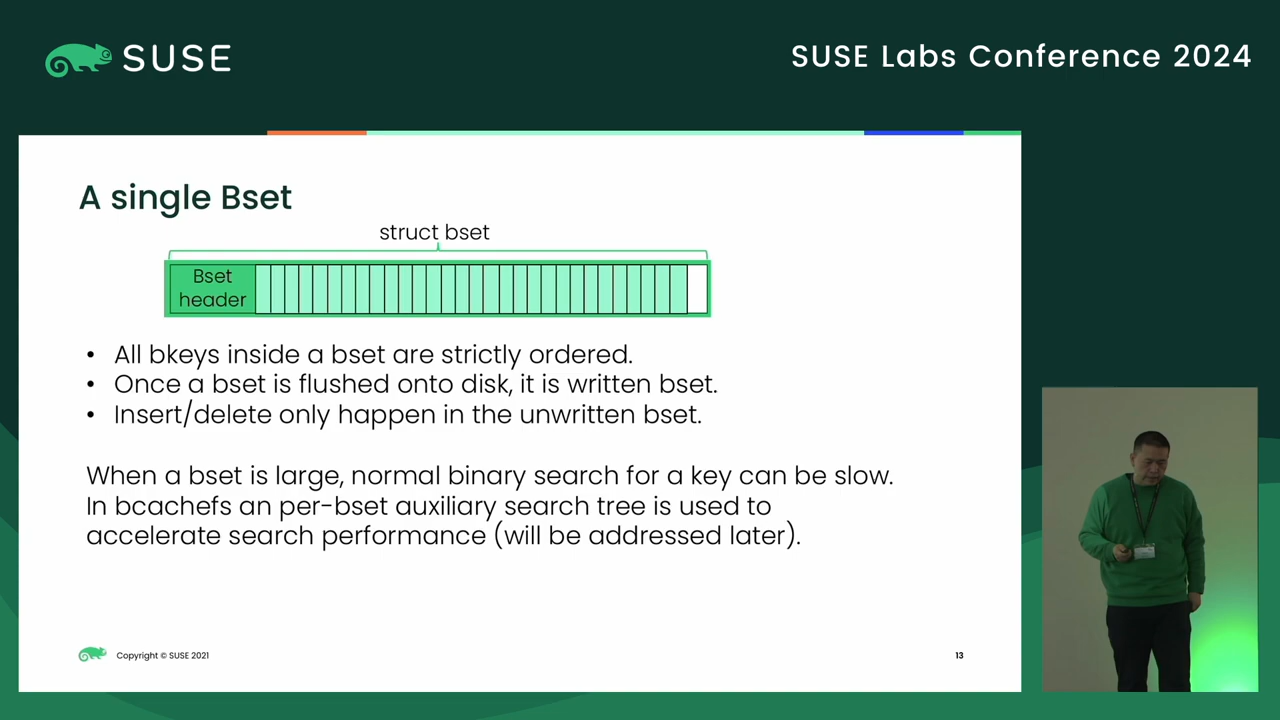 SUSE
SUSE Labs Conference 2024
A single Bset
struct bset
Bset
header
• All bkeys inside a bset are strictly ordered.
• Once a bset is flushed onto disk, it is written bset.
• Insert/delete only happen in the unwritten bset.
When a bset is large, normal binary search for a key can be slow.
In bcachefs an per-bset auxiliary search tree is used to
accelerate search performance (will be addressed later).
Copyright © SUSE 2021
13